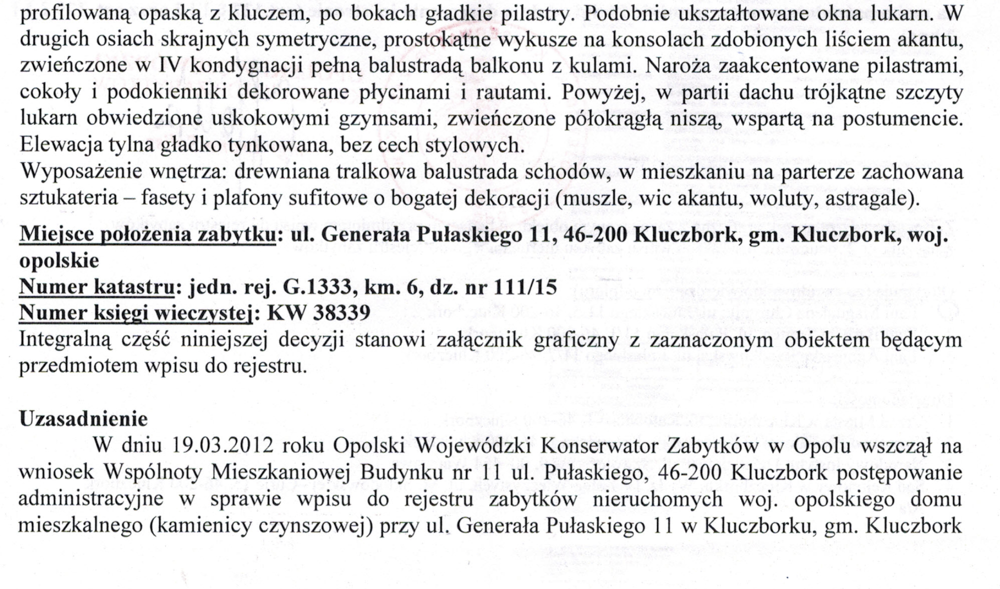 profilowaną opaską z kluczem, po bokach gładkie pilastry. Podobnie ukształtowane okna lukarn. W
drugich osiach skrajnych symetryczne, prostokątne wykusze na konsolach zdobionych liściem akantu,
zwieńczone w IV kondygnacji pełną balustradą balkonu z kulami. Naroża zaakcentowane pilastrami,
cokoły i podokienniki dekorowane płycinami i rautami. Powyżej, w partii dachu trójkątne szczyty
lukarn obwiedzione uskokowymi gzymsami, zwieńczone półokrągłą niszą, wspartą na postumencie.
Elewacja tylna gładko tynkowana, bez cech stylowych.
Wyposażenie wnętrza: drewniana tralkowa balustrada schodów, w mieszkaniu na parterze zachowana
sztukateria – fasety i plafony sufitowe o bogatej dekoracji (muszle, wic akantu, woluty, astragale).
Miejsce położenia zabytku: ul. Generała Pułaskiego 11, 46-200 Kluczbork, gm. Kluczbork, woj.
opolskie
Numer katastru: jedn. rej. G.1333, km. 6, dz. nr 111/15
Numer księgi wieczystej: KW 38339
Integralną część niniejszej decyzji stanowi załącznik graficzny z zaznaczonym obiektem będącym
przedmiotem wpisu do rejestru.
Uzasadnienie
W dniu 19.03.2012 roku Opolski Wojewódzki Konserwator Zabytków w Opolu wszczął na
wniosek Wspólnoty Mieszkaniowej Budynku nr 11 ul. Pułaskiego, 46-200 Kluczbork postępowanie
administracyjne w sprawie wpisu do rejestru zabytków nieruchomych woj. opolskiego domu
mieszkalnego (kamienicy czynszowej) przy ul. Generała Pułaskiego 11 w Kluczborku, gm. Kluczbork